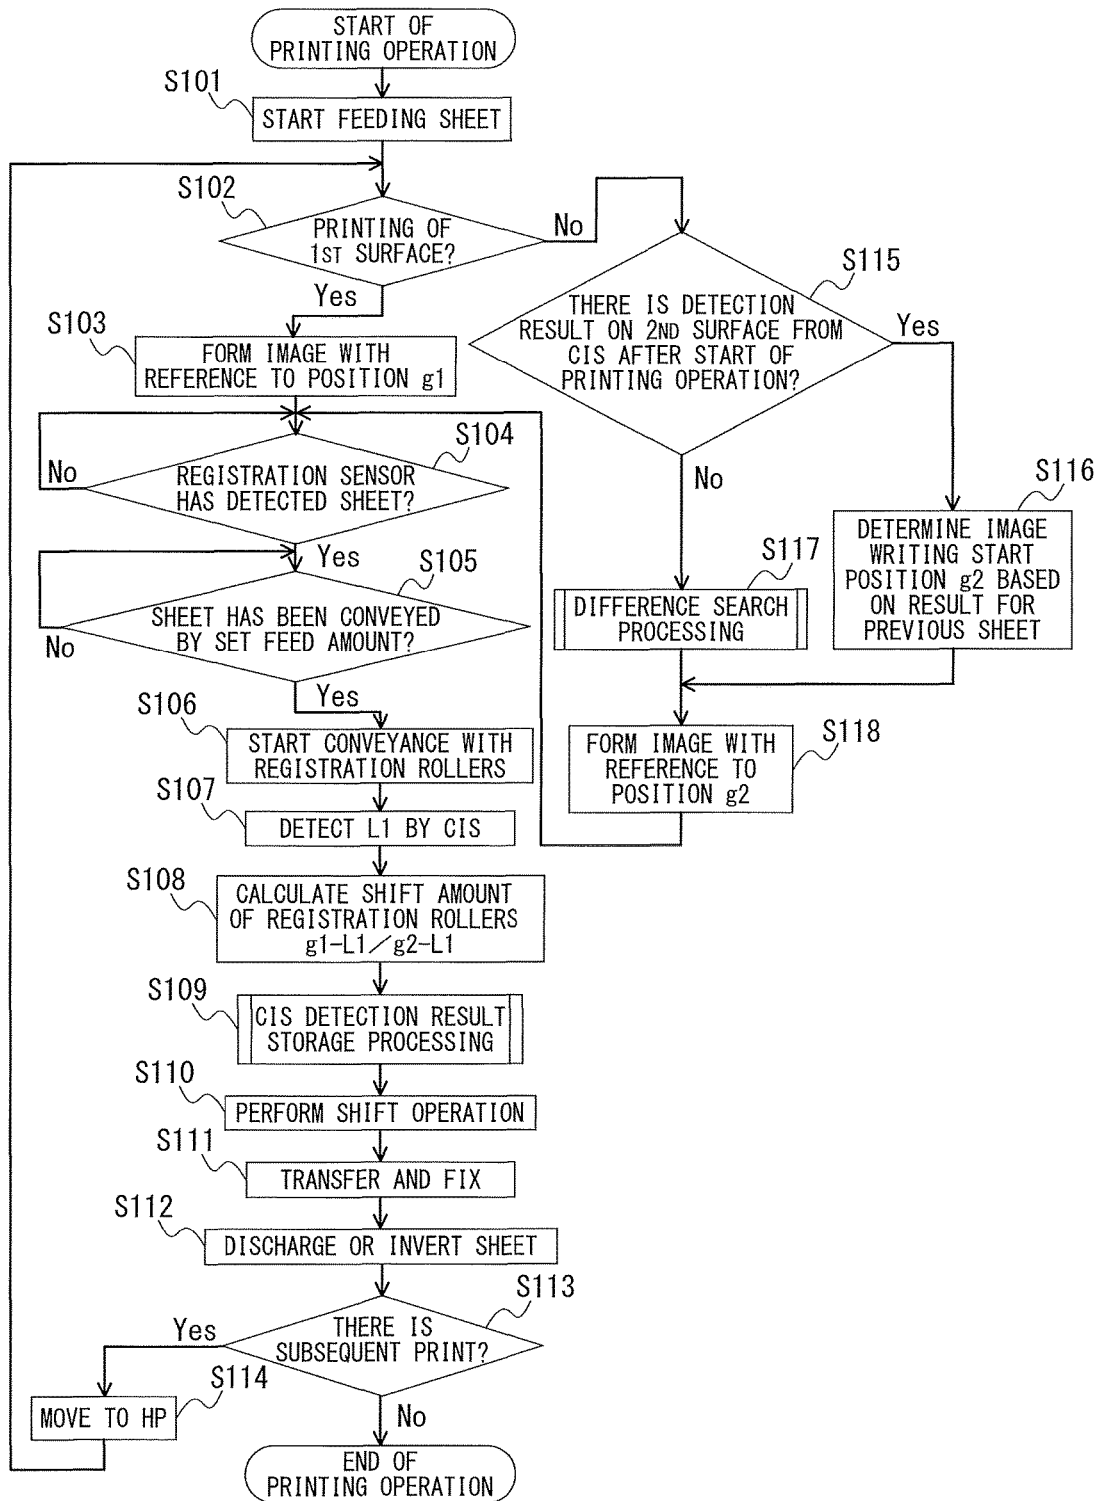 START OF
PRINTING OPERATION
S101
START FEEDING SHEET
S102
PRINTING OF
1ST SURFACE?
No
Yes
S103
FORM IMAGE WITH
REFERENCE TO POSITION g1
S104
REGISTRATION SENSOR
HAS DETECTED SHEET?
No
Yes
S105
SHEET HAS BEEN CONVEYED
BY SET FEED AMOUNT?
No
Yes
S106
START CONVEYANCE WITH
REGISTRATION ROLLERS
S107
DETECT L1 BY CIS
S108
CALCULATE SHIFT AMOUNT
OF REGISTRATION ROLLERS
g1-L1/g2-L1
S109
CIS DETECTION RESULT
STORAGE PROCESSING
S110
PERFORM SHIFT OPERATION
S111
TRANSFER AND FIX
S112
DISCHARGE OR INVERT SHEET
S113
THERE IS
SUBSEQUENT PRINT?
Yes
No
S114
MOVE TO HP
END OF
PRINTING OPERATION
S115
THERE IS DETECTION
RESULT ON 2ND SURFACE FROM
CIS AFTER START OF
PRINTING OPERATION?
Yes
No
S116
DETERMINE IMAGE
WRITING START
POSITION g2 BASED
ON RESULT FOR
PREVIOUS SHEET
S117
DIFFERENCE SEARCH
PROCESSING
S118
FORM IMAGE WITH
REFERENCE TO
POSITION g2